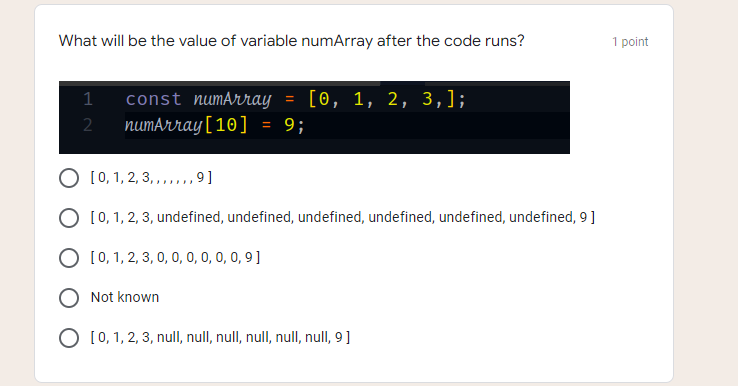 What will be the value of variable numArray after the code runs?
1 point
1 const numArray = [0, 1, 2, 3,];
2 numArray[10] = 9;
[ 0, 1, 2, 3, , , , , , , 9 ]
[ 0, 1, 2, 3, undefined, undefined, undefined, undefined, undefined, undefined, 9 ]
[ 0, 1, 2, 3, 0, 0, 0, 0, 0, 0, 9 ]
Not known
[ 0, 1, 2, 3, null, null, null, null, null, null, 9 ]